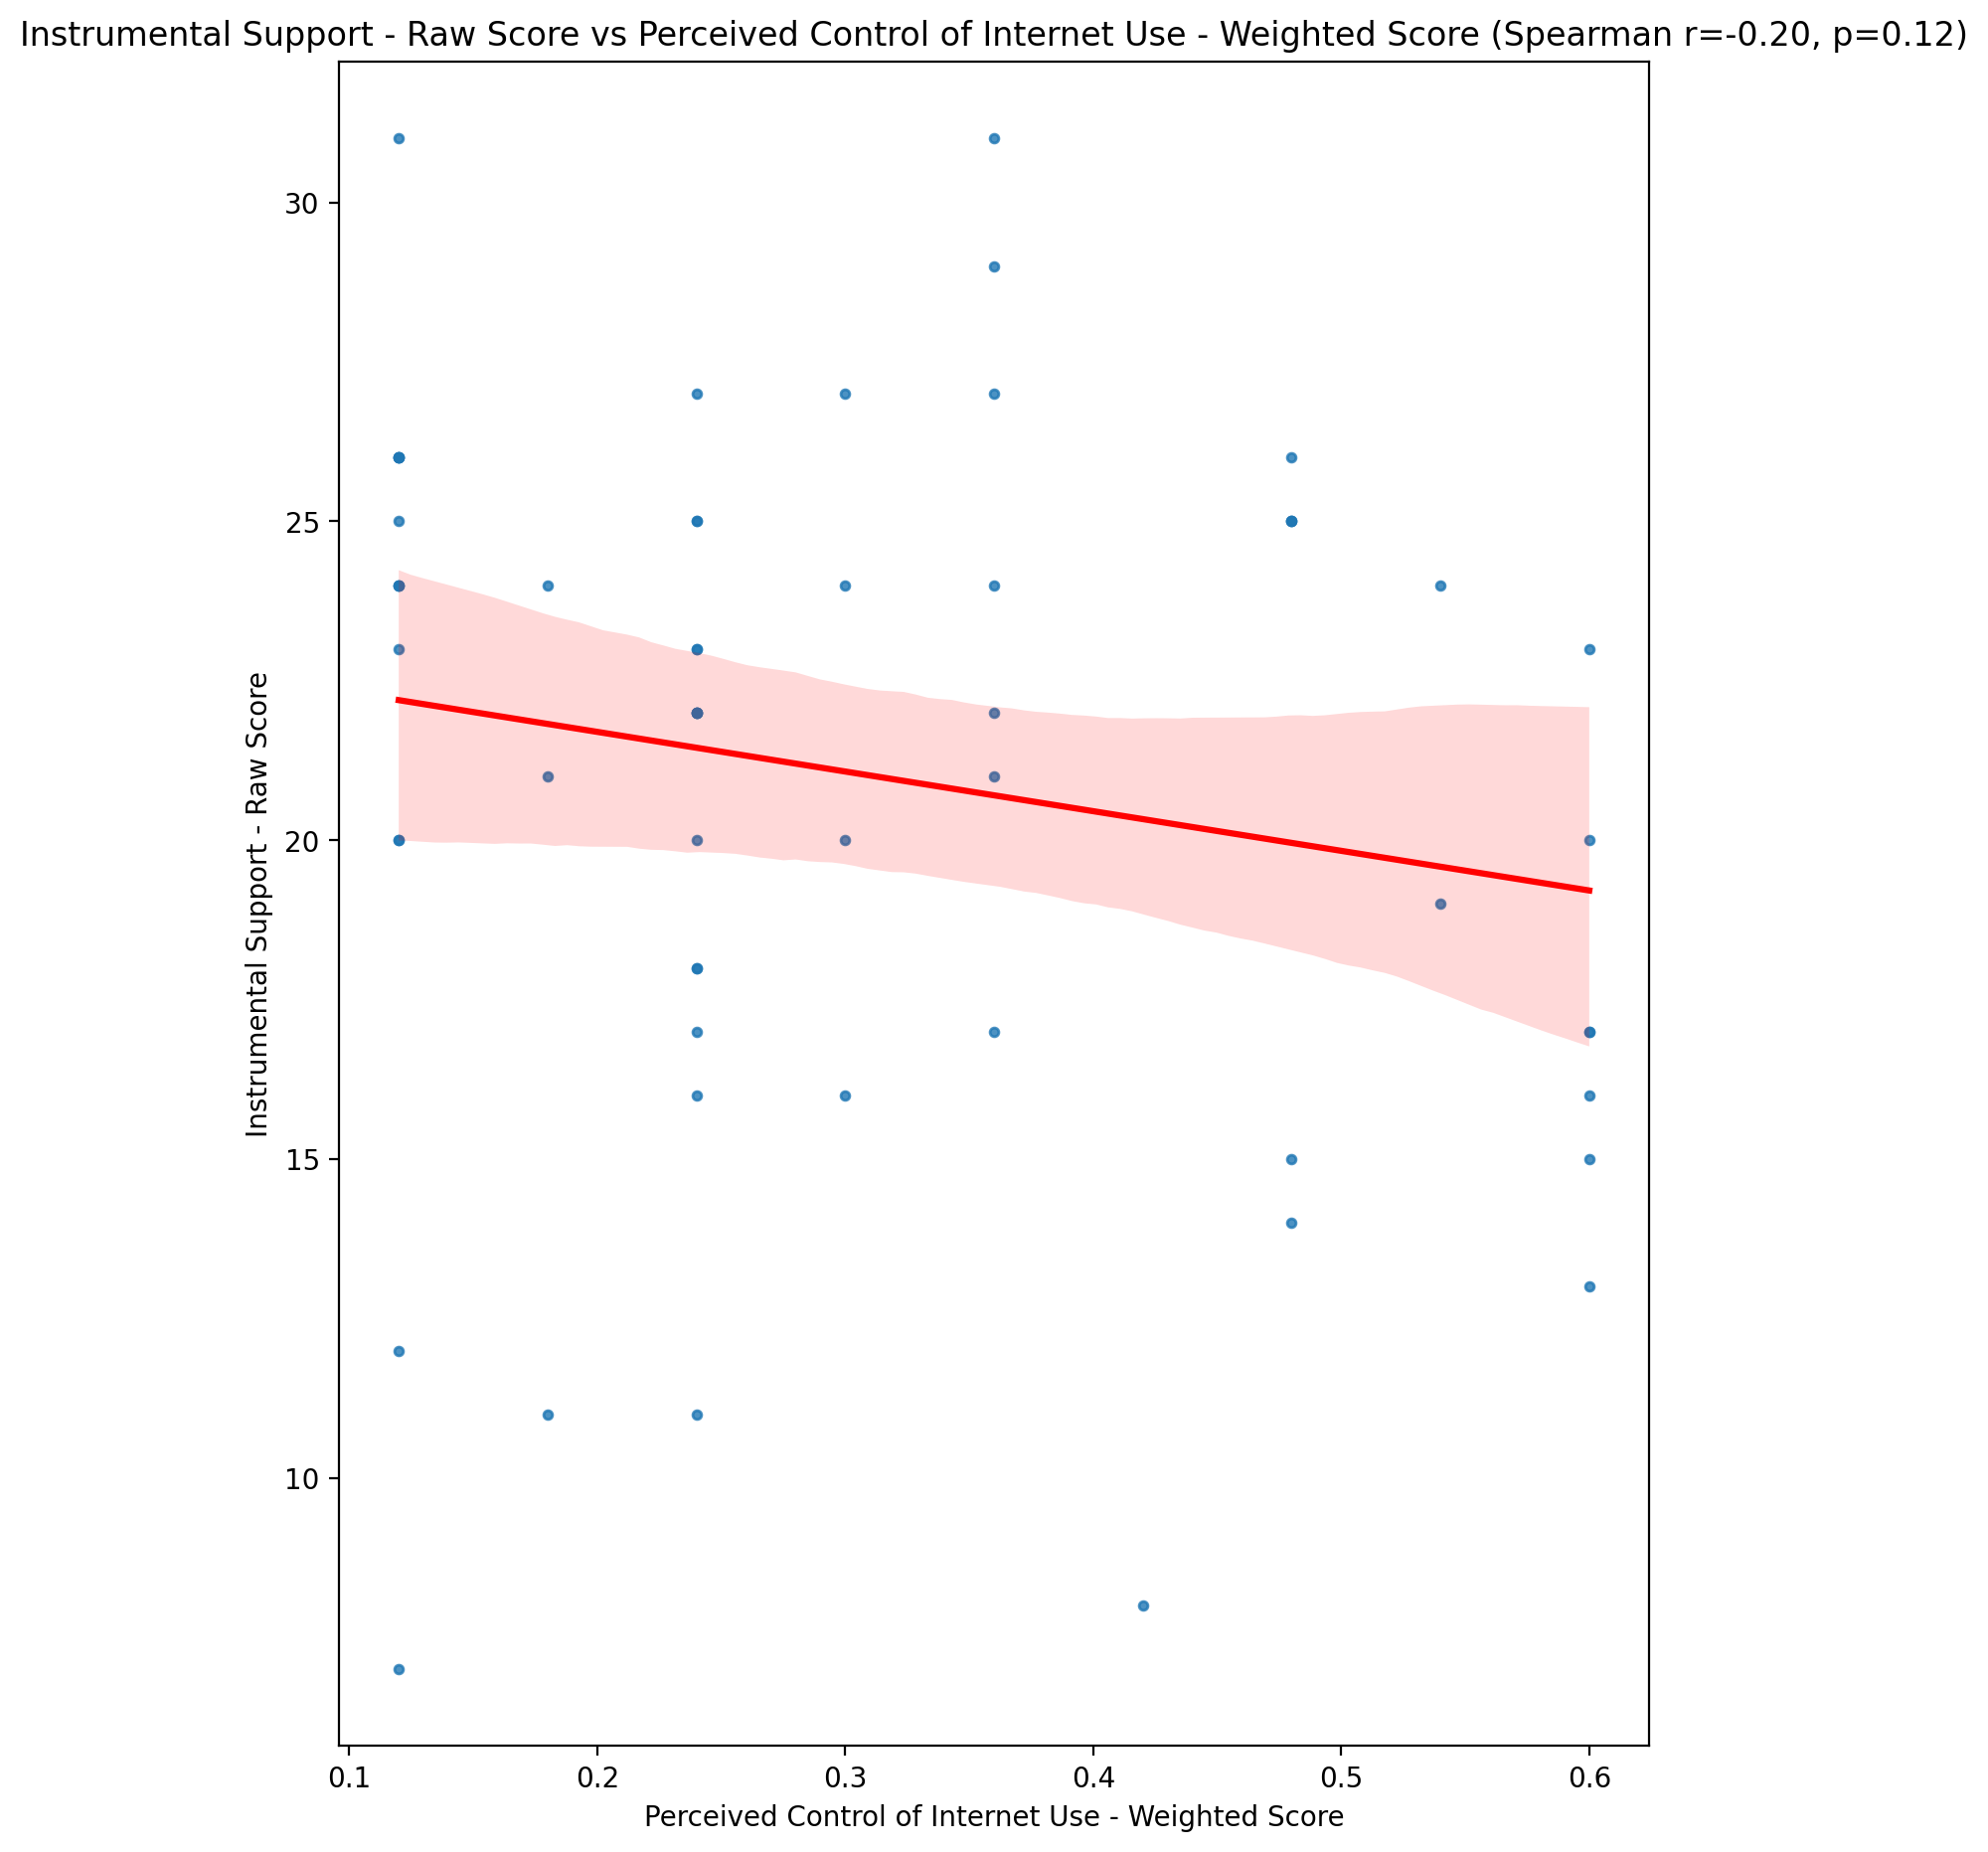 Instrumental Support - Raw Score vs Perceived Control of Internet Use - Weighted Score (Spearman r=-0.20, p=0.12)
30
25
20
15
10
Instrumental Support - Raw Score
0.1 0.2 0.3 0.4 0.5 0.6
Perceived Control of Internet Use - Weighted Score